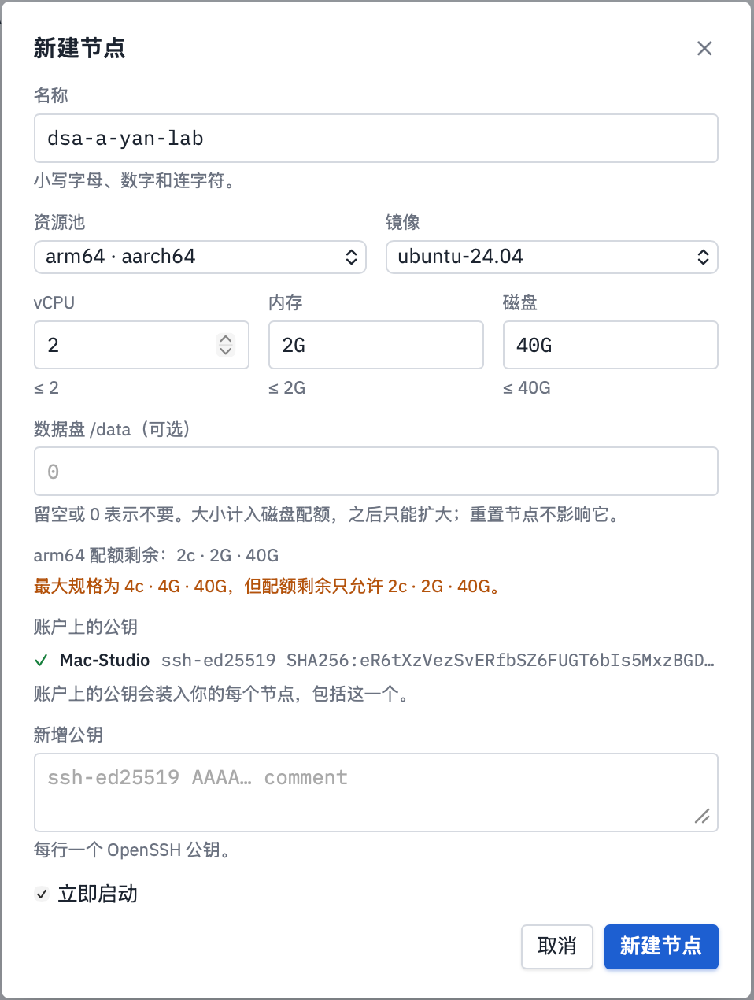 新建节点
名称
dsa-a-yan-lab
小写字母、数字和连字符。
资源池 镜像
arm64 · aarch64 ubuntu-24.04
vCPU 内存 磁盘
2 2G 40G
≤ 2 ≤ 2G ≤ 40G
数据盘 /data（可选）
0
留空或 0 表示不要。大小计入磁盘配额，之后只能扩大；重置节点不影响它。
arm64 配额剩余：2c · 2G · 40G
最大规格为 4c · 4G · 40G，但配额剩余只允许 2c · 2G · 40G。
账户上的公钥
Mac-Studio ssh-ed25519 SHA256:eR6tXzVezSvERfbSZ6FUGT6bIs5MxzBGD…
账户上的公钥会装入你的每个节点，包括这一个。
新增公钥
ssh-ed25519 AAAA… comment
每行一个 OpenSSH 公钥。
立即启动
取消 新建节点